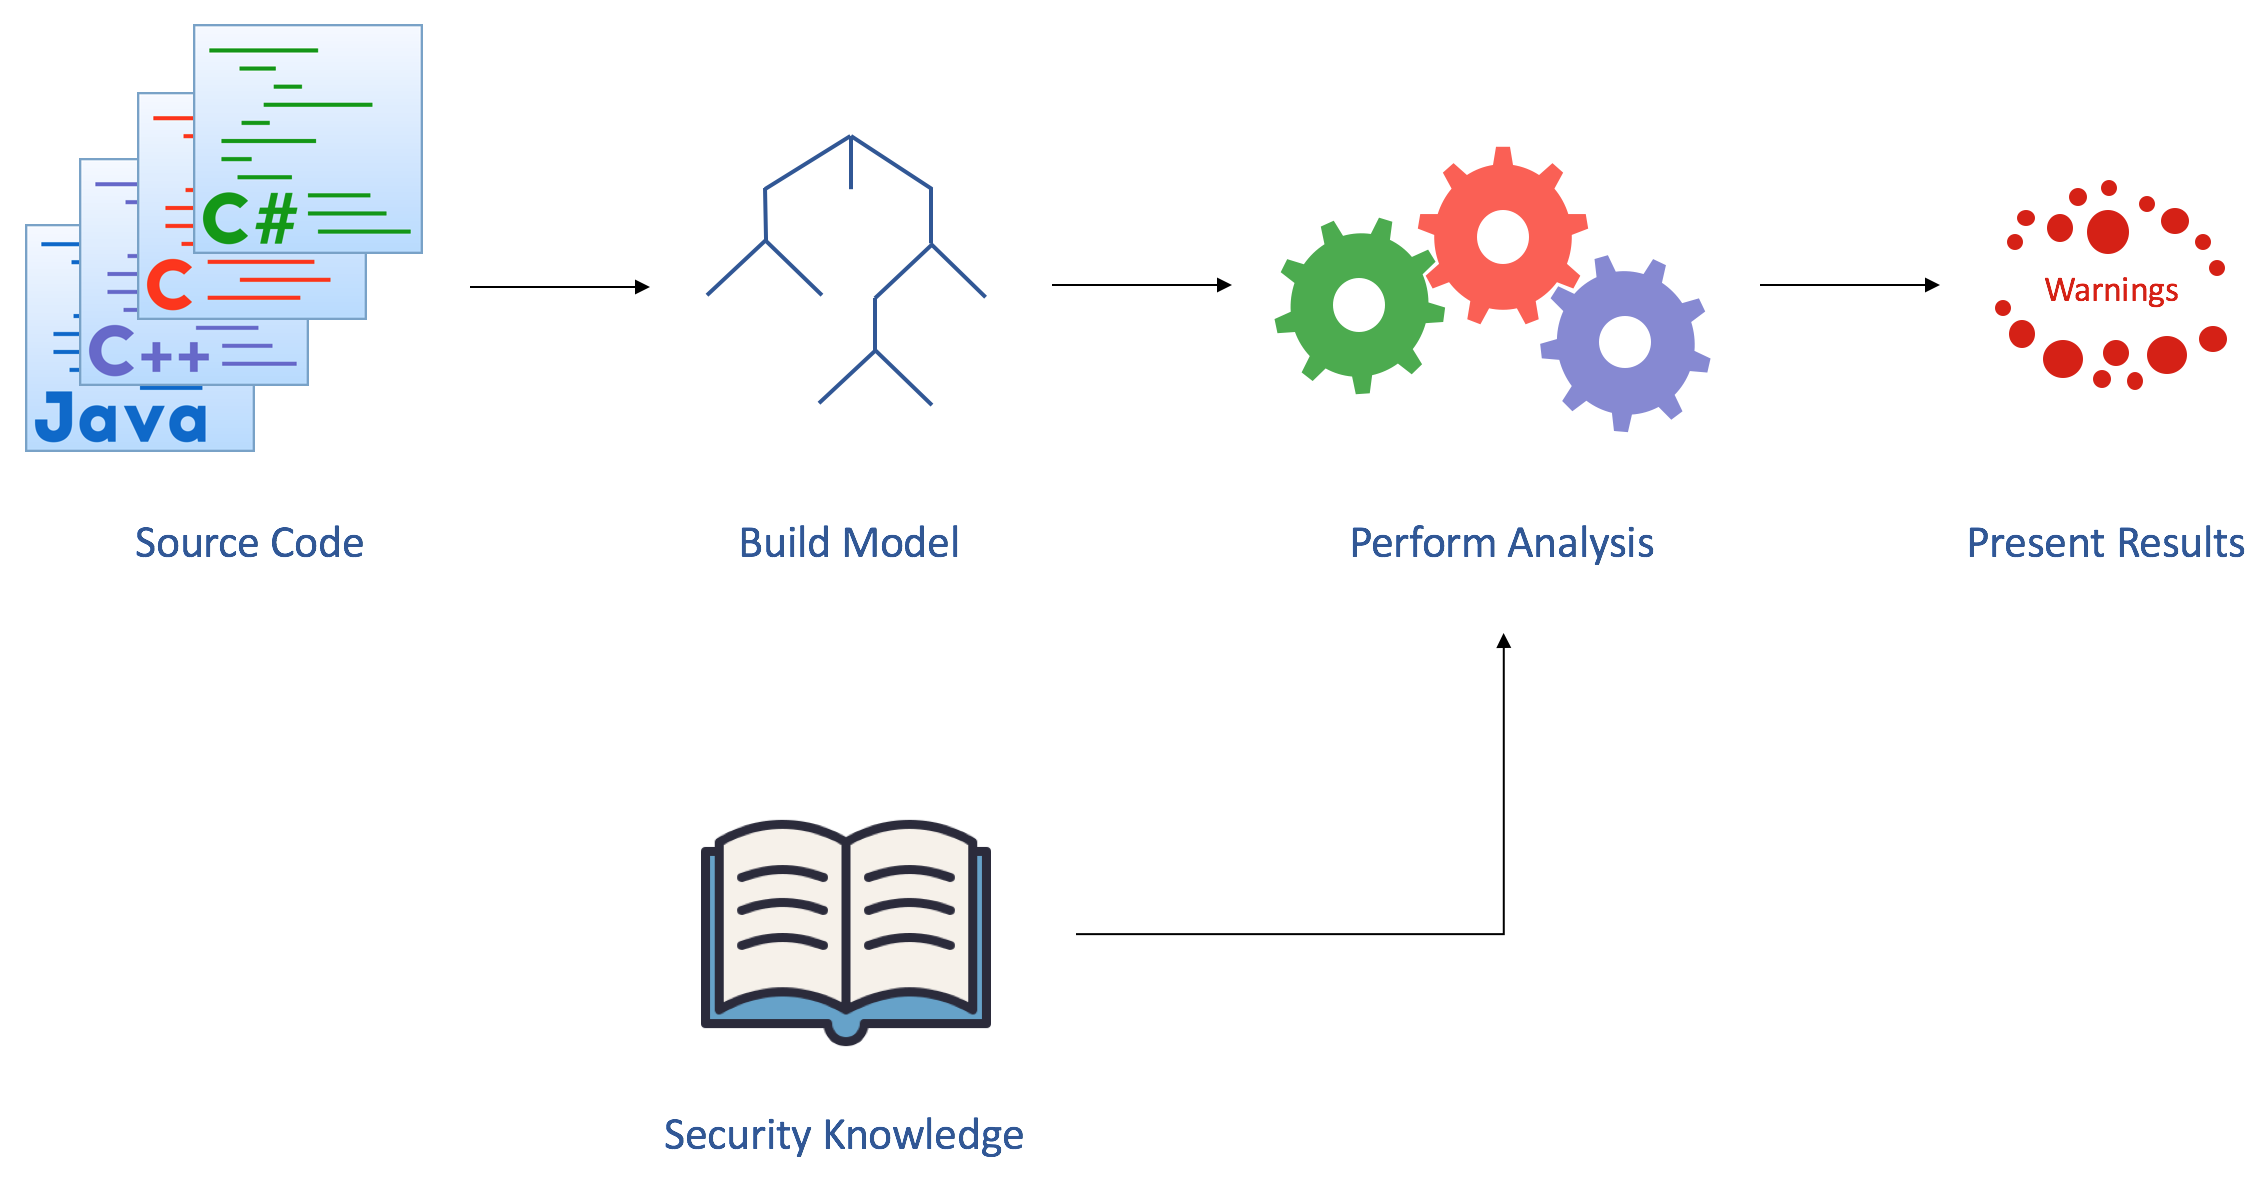 C#
C
C++
Java
Warnings
Source Code
Build Model
Perform Analysis
Present Results
Security Knowledge